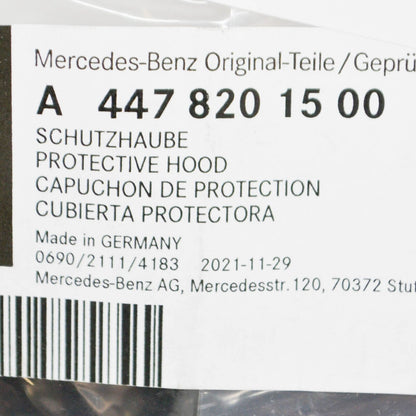 Mercedes-Benz Original-Teile/Geprü
A 447 820 15 00
SCHUTZHAUBE
PROTECTIVE HOOD
CAPUCHON DE PROTECTION
CUBIERTA PROTECTORA
Made in GERMANY
0690/2111/4183 2021-11-29
Mercedes-Benz AG, Mercedesstr.120, 70372 Stut